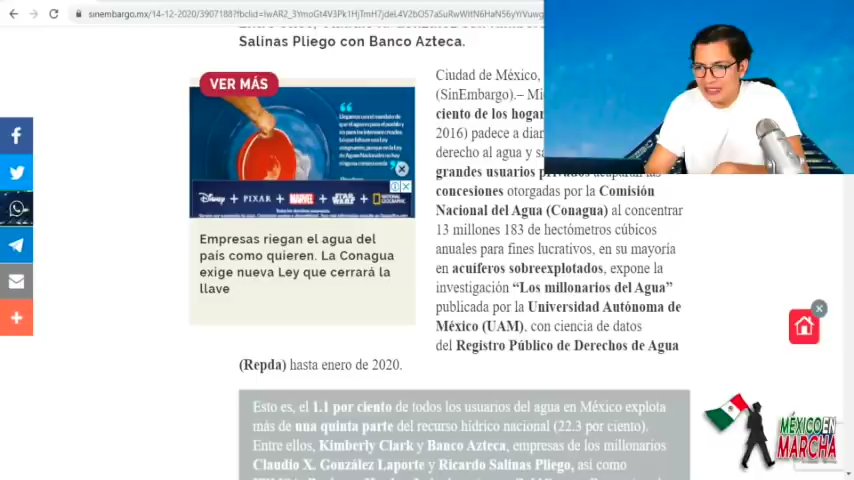 sinembargo.mx/14-12-2020/3907188?fbclid=IwAR2_3YmoGt4V3Pk1HjTmH7jdeL4V2bO57aSuRwWItN6HaN56yYrVuwg
Salinas Pliego con Banco Azteca.
VER MÁS
DISNEY + PIXAR + MARVEL + STAR WARS + NATIONAL GEOGRAPHIC
Empresas riegan el agua del
país como quieren. La Conagua
exige nueva Ley que cerrará la
llave
Ciudad de México,
(SinEmbargo).–
ciento de los hogar
2016) padece a diar
derecho al agua y sa
grandes usuarios privados acaparan las
concesiones otorgadas por la Comisión
Nacional del Agua (Conagua) al concentrar
13 millones 183 de hectómetros cúbicos
anuales para fines lucrativos, en su mayoría
en acuíferos sobreexplotados, expone la
investigación “Los millonarios del Agua”
publicada por la Universidad Autónoma de
México (UAM), con ciencia de datos
del Registro Público de Derechos de Agua
(Repda) hasta enero de 2020.
Esto es, el 1.1 por ciento de todos los usuarios del agua en México explota
más de una quinta parte del recurso hídrico nacional (22.3 por ciento).
Entre ellos, Kimberly Clark y Banco Azteca, empresas de los millonarios
Claudio X. González Laporte y Ricardo Salinas Pliego, así como
MÉXICO EN
MARCHA